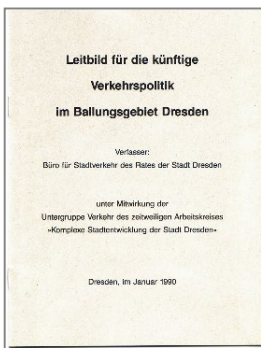 Leitbild für die künftige
Verkehrspolitik
im Ballungsgebiet Dresden
Verfasser:
Büro für Stadtverkehr des Rates der Stadt Dresden
unter Mitwirkung der
Untergruppe Verkehr des zeitweiligen Arbeitskreises
»Komplexe Stadtentwicklung der Stadt Dresden«
Dresden, im Januar 1990